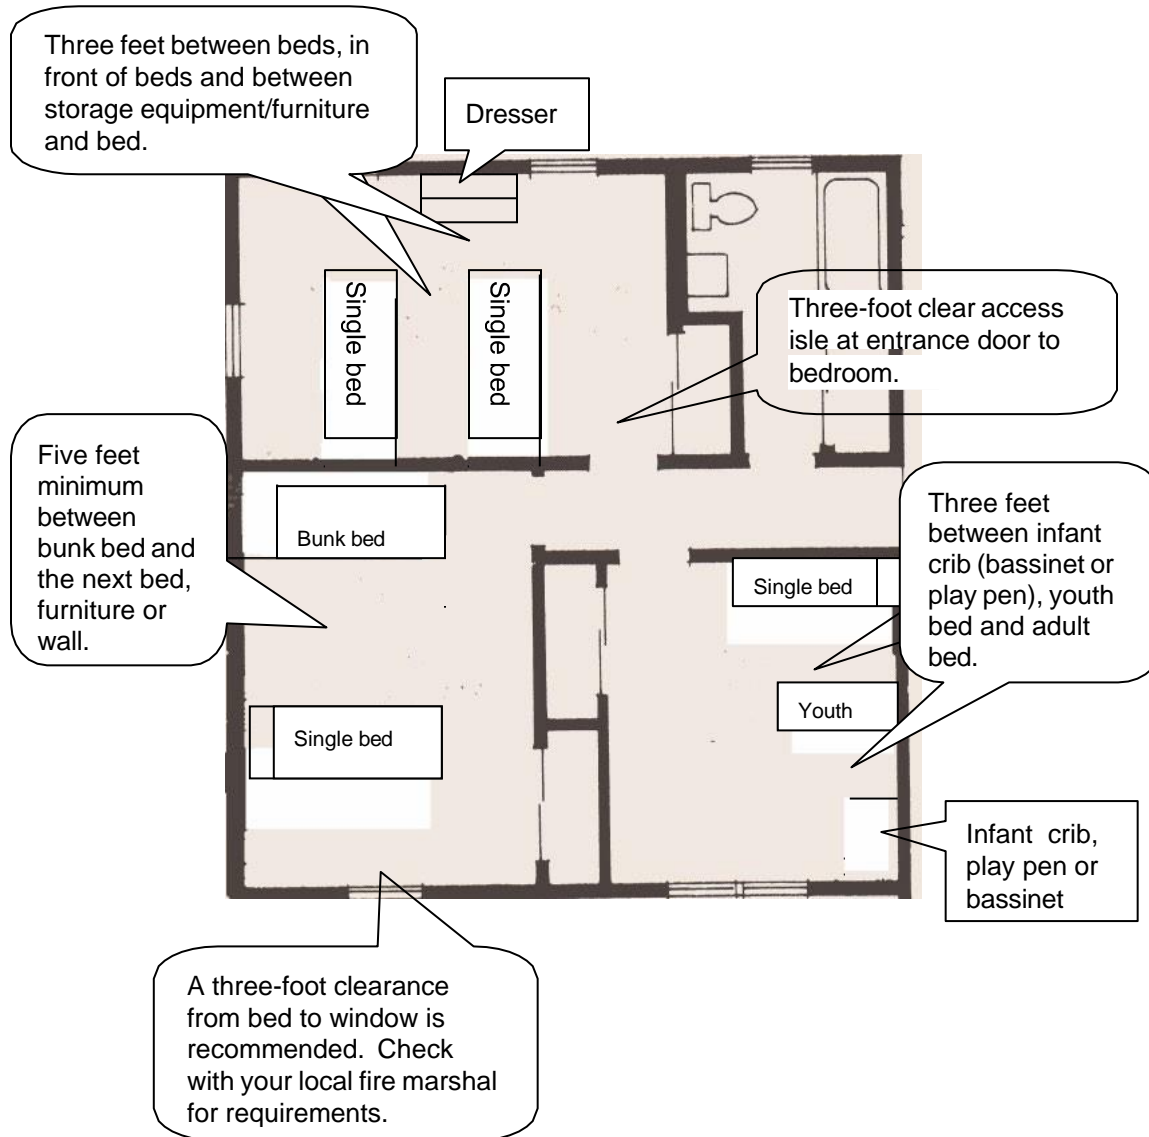 Three feet between beds, in
front of beds and between
storage equipment/furniture
and bed.
Dresser
Single bed
Single bed
Three-foot clear access
isle at entrance door to
bedroom.
Five feet
minimum
between
bunk bed and
the next bed,
furniture or
wall.
Bunk bed
Single bed
Three feet
between infant
crib (bassinet or
play pen), youth
bed and adult
bed.
Youth
Single bed
Infant crib,
play pen or
bassinet
A three-foot clearance
from bed to window is
recommended. Check
with your local fire marshal
for requirements.